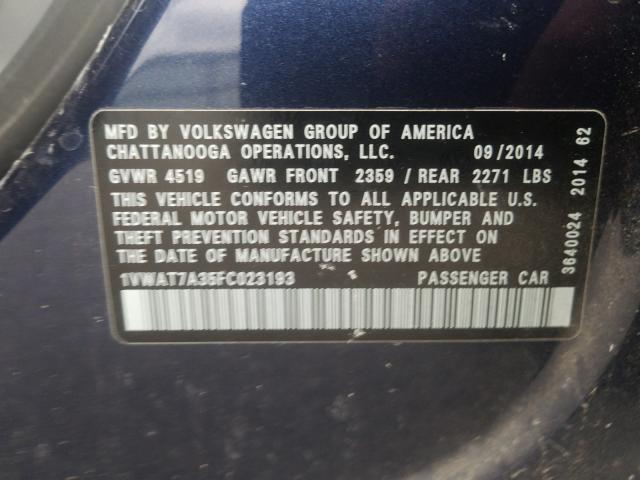 MFD BY VOLKSWAGEN GROUP OF AMERICA
CHATTANOOGA OPERATIONS, LLC. 09/2014
GVWR 4519 GAWR FRONT 2359 / REAR 2271 LBS
THIS VEHICLE CONFORMS TO ALL APPLICABLE U.S.
FEDERAL MOTOR VEHICLE SAFETY, BUMPER AND
THEFT PREVENTION STANDARDS IN EFFECT ON
THE DATE OF MANUFACTURE SHOWN ABOVE
1VWAT7A35FC023193 PASSENGER CAR
3640024 2014 62